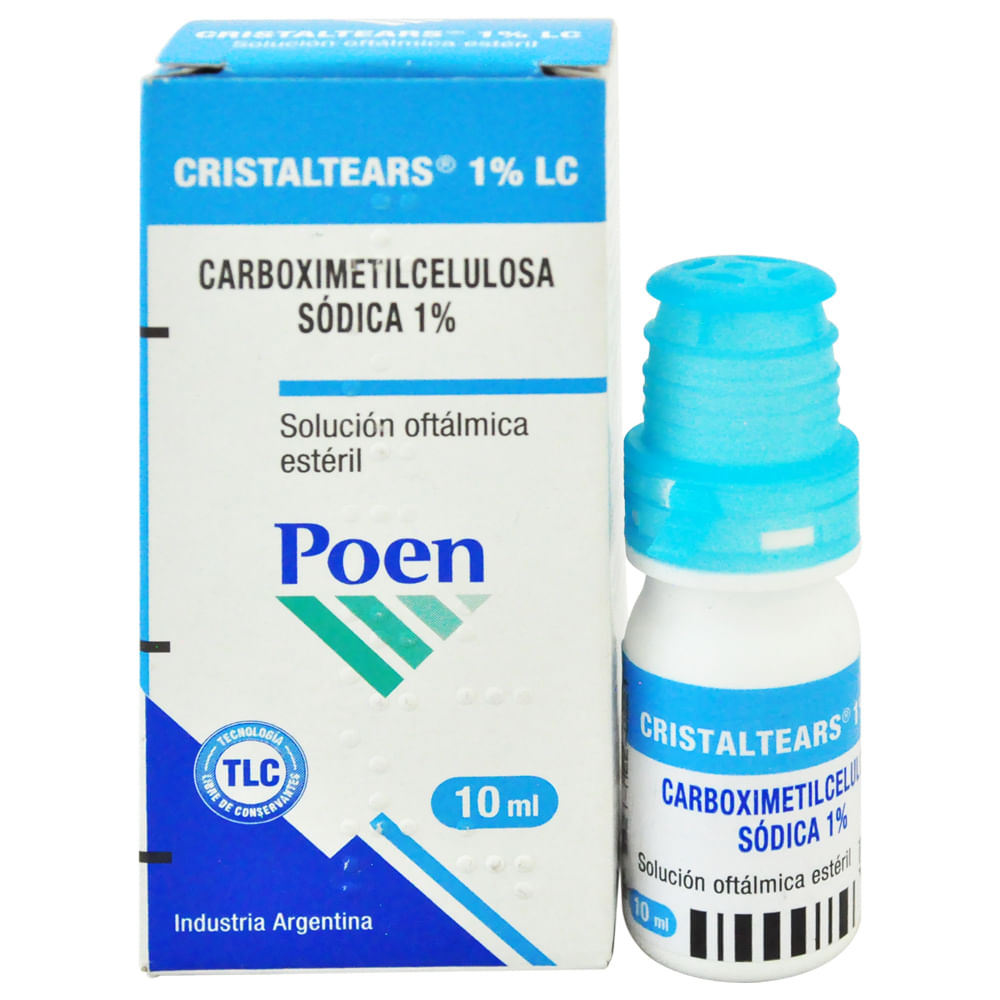 CRISTALTEARS® 1% LC
Solución oftálmica estéril
CRISTALTEARS® 1% LC
CARBOXIMETILCELULOSA
SÓDICA 1%
Solución oftálmica
estéril
Poen
TECNOLOGÍA
TLC
LIBRE DE CONSERVANTES
10 ml
Industria Argentina
CRISTALTEARS®
CARBOXIMETILCELUL
SÓDICA 1%
Solución oftálmica estéril
10 ml